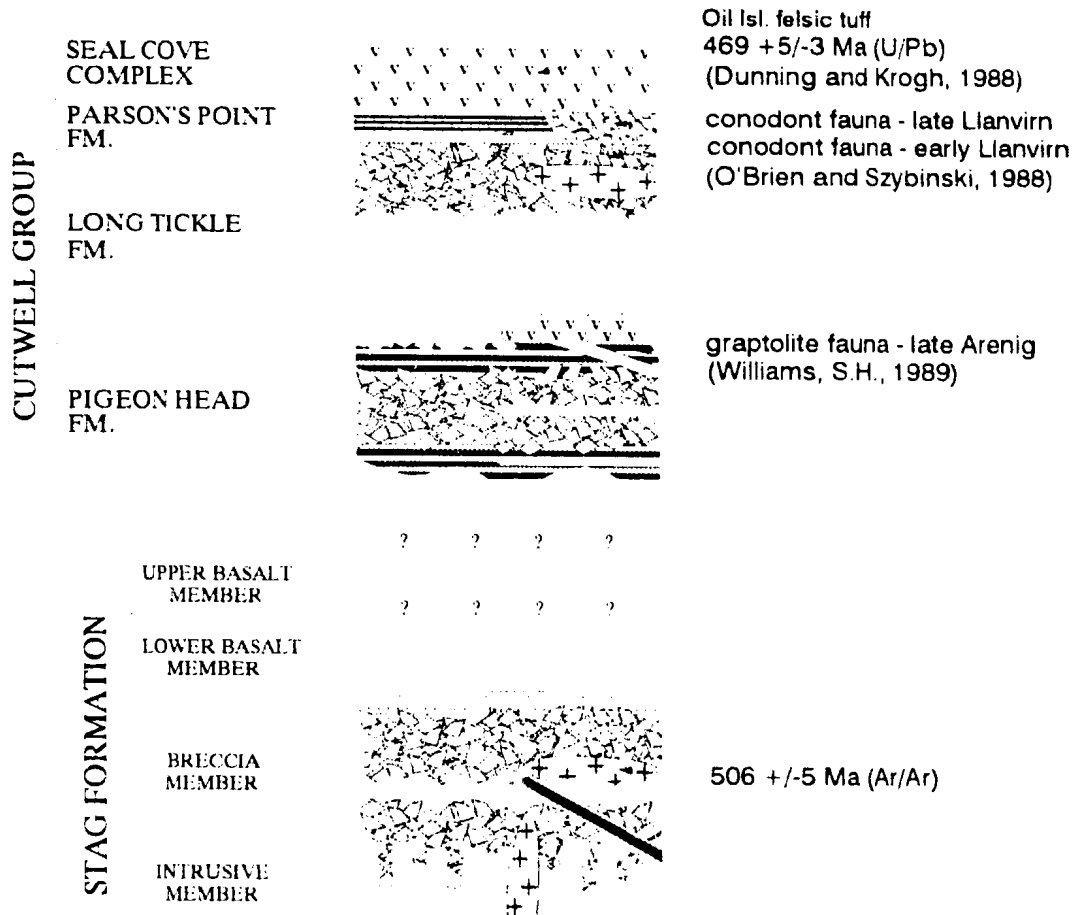 CUTWELL GROUP
SEAL COVE
COMPLEX
PARSON'S POINT
FM.
LONG TICKLE
FM.
PIGEON HEAD
FM.
Oil Isl. felsic tuff
469 +5/-3 Ma (U/Pb)
(Dunning and Krogh, 1988)
conodont fauna - late Llanvirn
conodont fauna - early Llanvirn
(O'Brien and Szybinski, 1988)
graptolite fauna - late Arenig
(Williams, S.H., 1989)
? ? ? ?
? ? ? ?
STAG FORMATION
UPPER BASALT
MEMBER
LOWER BASALT
MEMBER
BRECCIA
MEMBER
INTRUSIVE
MEMBER
506 +/-5 Ma (Ar/Ar)